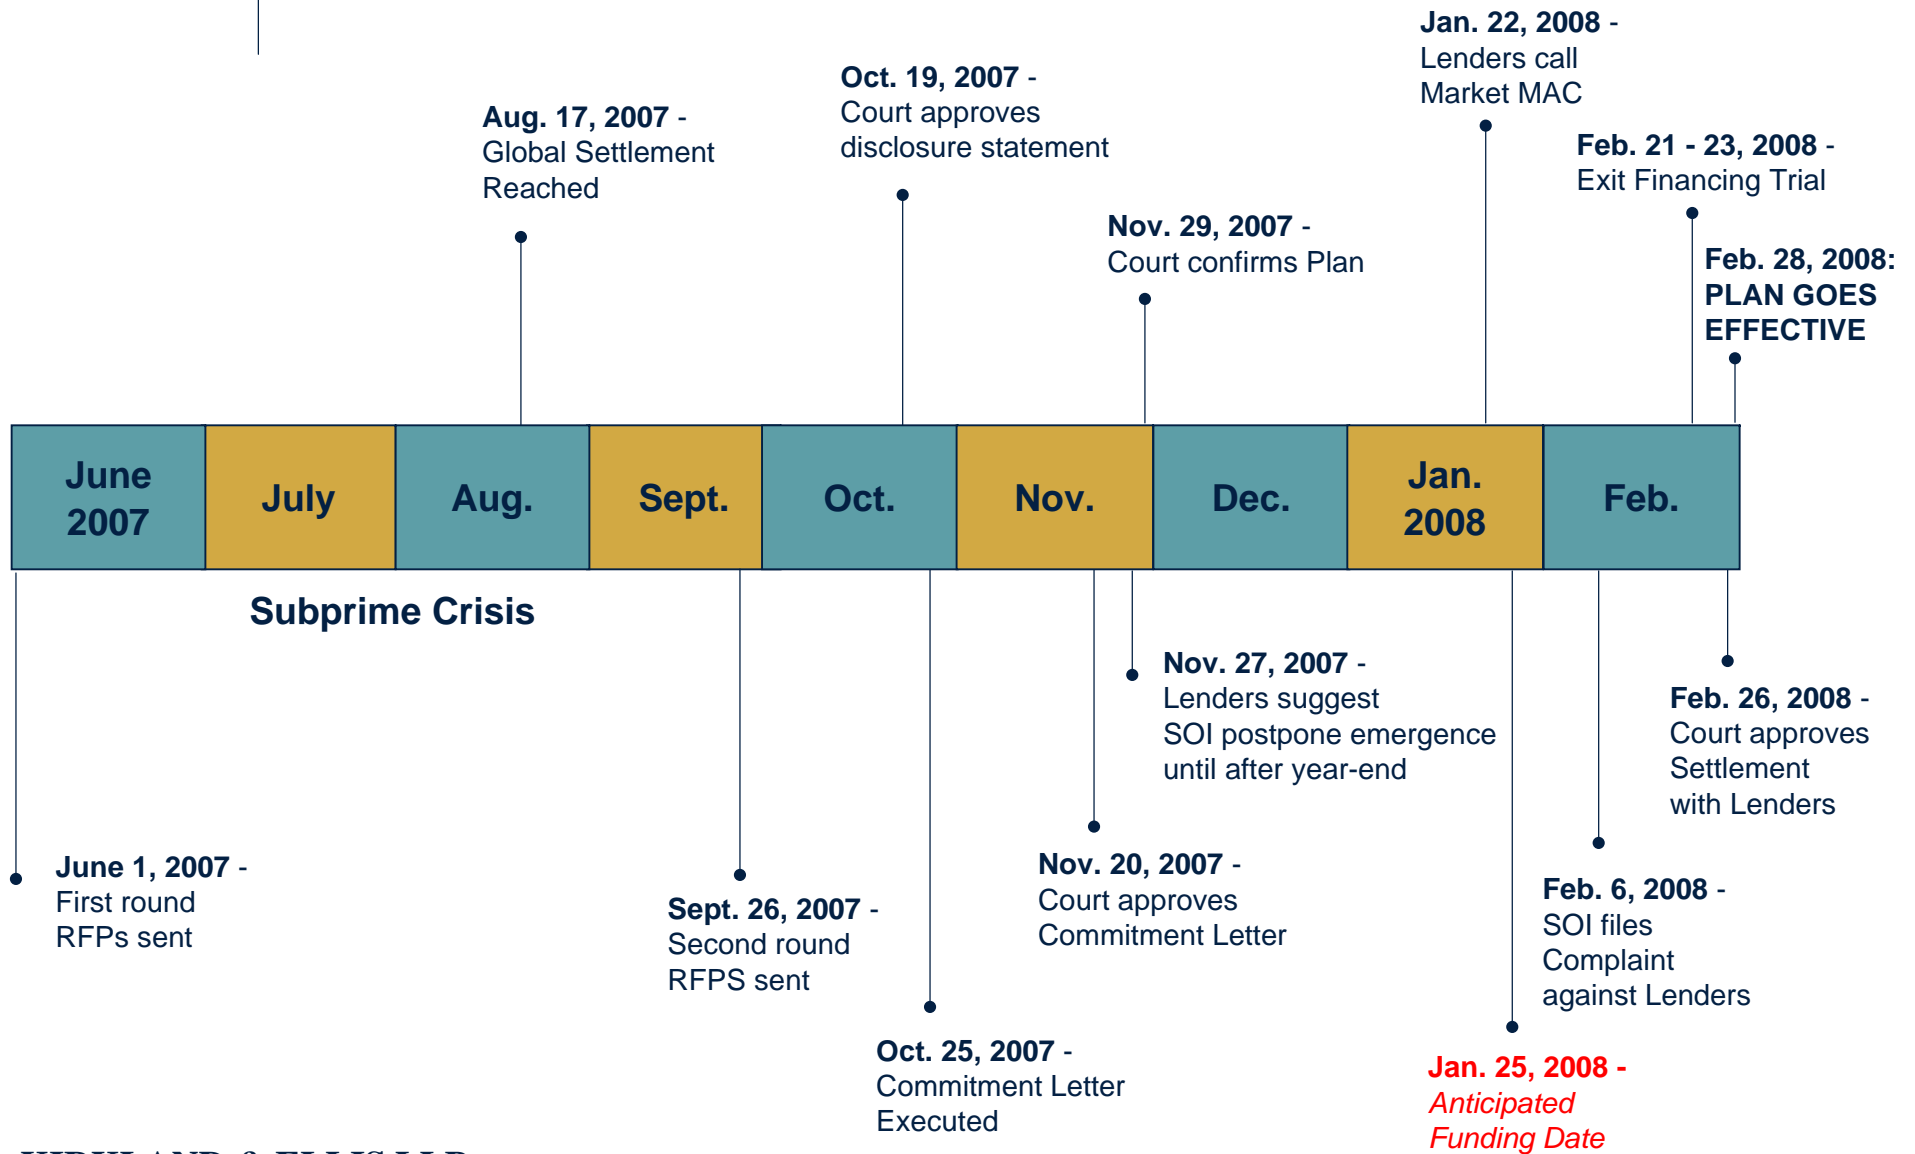 Jan. 22, 2008 -
Lenders call
Market MAC
Oct. 19, 2007 -
Court approves
disclosure statement
Aug. 17, 2007 -
Global Settlement
Reached
Feb. 21 - 23, 2008 -
Exit Financing Trial
Nov. 29, 2007 -
Court confirms Plan
Feb. 28, 2008:
PLAN GOES
EFFECTIVE
June
2007
July
Aug.
Sept.
Oct.
Nov.
Dec.
Jan.
2008
Feb.
Subprime Crisis
Nov. 27, 2007 -
Lenders suggest
SOI postpone emergence
until after year-end
Feb. 26, 2008 -
Court approves
Settlement
with Lenders
June 1, 2007 -
First round
RFPs sent
Sept. 26, 2007 -
Second round
RFPS sent
Nov. 20, 2007 -
Court approves
Commitment Letter
Feb. 6, 2008 -
SOI files
Complaint
against Lenders
Oct. 25, 2007 -
Commitment Letter
Executed
Jan. 25, 2008 -
Anticipated
Funding Date
KIRKLAND & ELLIS LLP